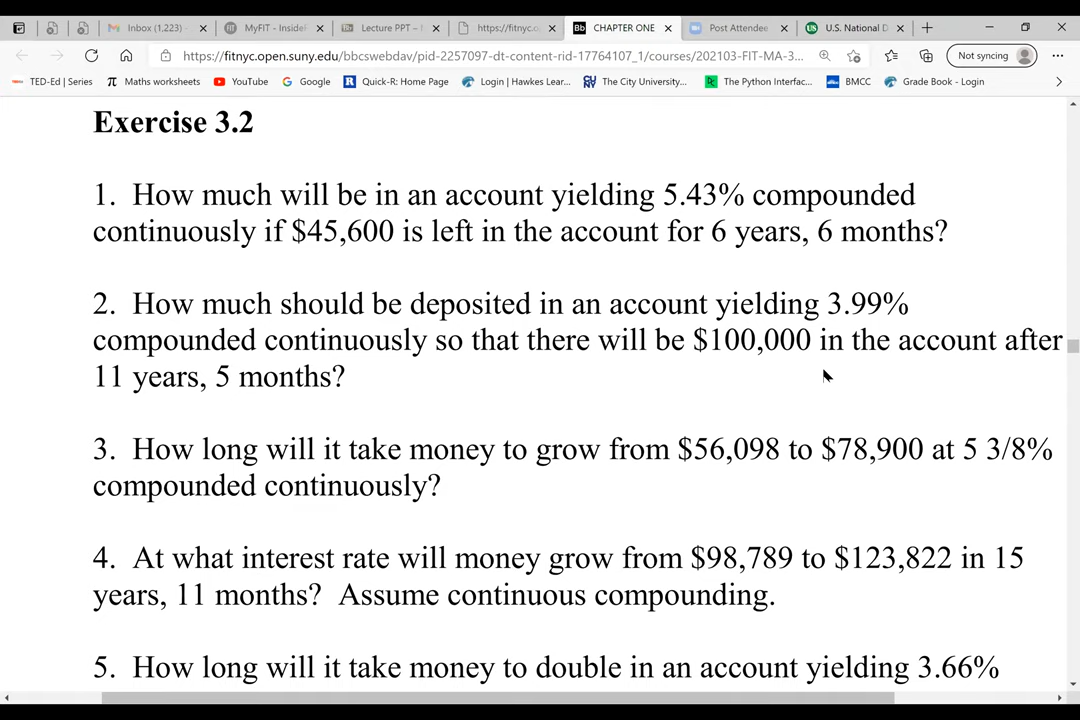 Inbox (1,223) -
MyFIT - Inside
Lecture PPT –
https://fitnyc.c
Bb CHAPTER ONE
Post Attendee
US U.S. National D
https://fitnyc.open.suny.edu/bbcswebdav/pid-2257097-dt-content-rid-17764107_1/courses/202103-FIT-MA-3...
Not syncing
TED-Ed | Series
Maths worksheets
YouTube
Google
Quick-R: Home Page
Login | Hawkes Lear...
The City University...
The Python Interfac...
BMCC
Grade Book - Login
Exercise 3.2
1. How much will be in an account yielding 5.43% compounded
continuously if $45,600 is left in the account for 6 years, 6 months?
2. How much should be deposited in an account yielding 3.99%
compounded continuously so that there will be $100,000 in the account after
11 years, 5 months?
3. How long will it take money to grow from $56,098 to $78,900 at 5 3/8%
compounded continuously?
4. At what interest rate will money grow from $98,789 to $123,822 in 15
years, 11 months? Assume continuous compounding.
5. How long will it take money to double in an account yielding 3.66%